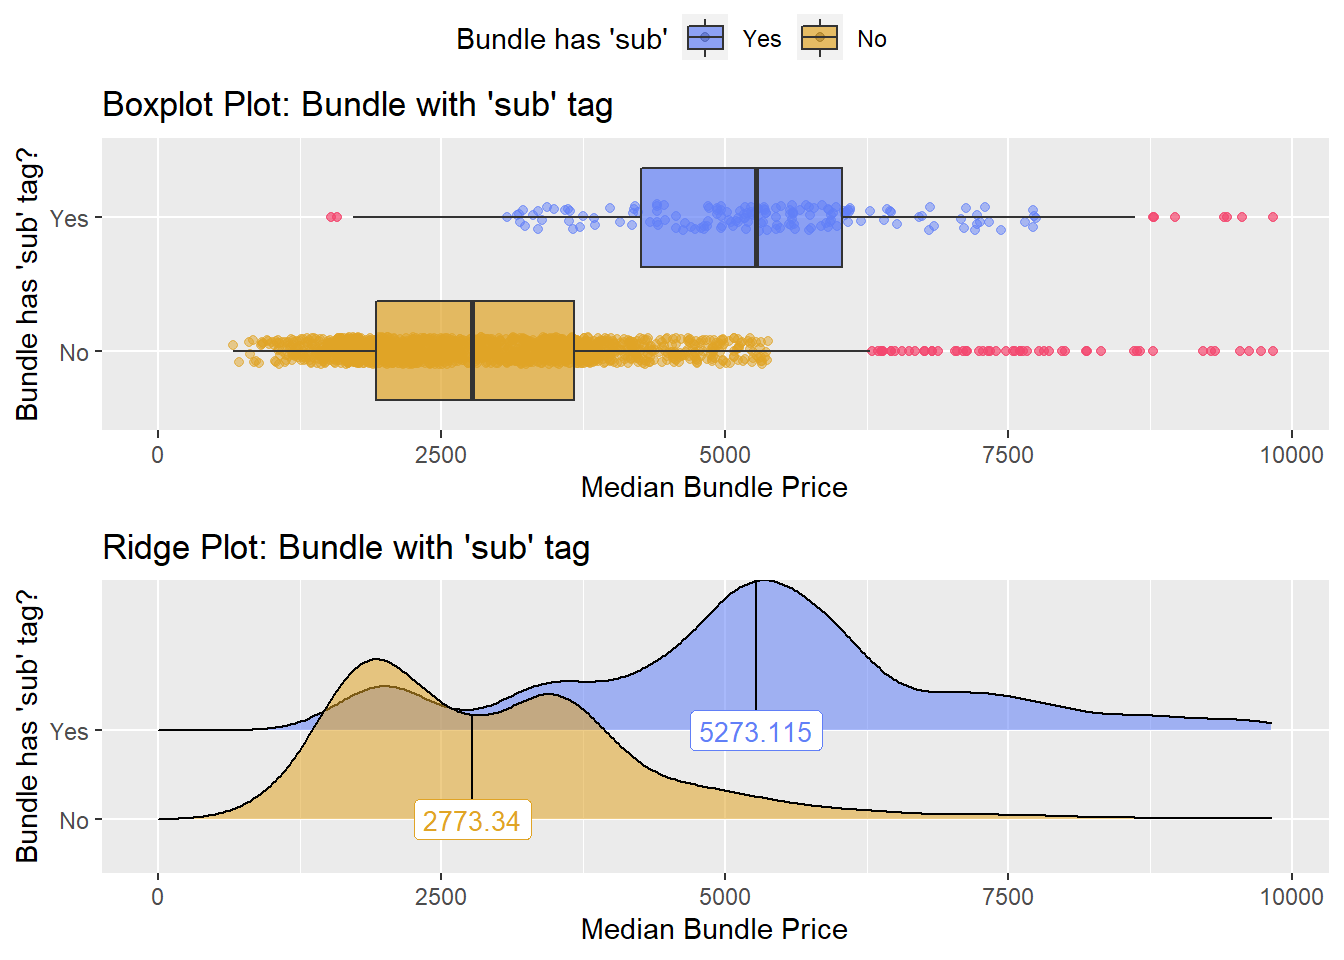 Bundle has 'sub' Yes No
Boxplot Plot: Bundle with 'sub' tag
Bundle has 'sub' tag?
Yes
No
0 2500 5000 7500 10000
Median Bundle Price
Ridge Plot: Bundle with 'sub' tag
Bundle has 'sub' tag?
Yes
5273.115
No
2773.34
0 2500 5000 7500 10000
Median Bundle Price